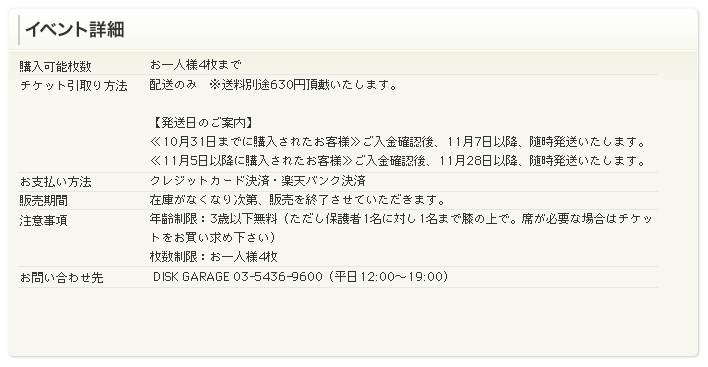 イベント詳細
購入可能枚数 お一人様4枚まで
チケット引取り方法 配送のみ ※送料別途630円頂戴いたします。
【発送日のご案内】
≪10月31日までに購入されたお客様≫ご入金確認後、11月7日以降、随時発送いたします。
≪11月5日以降に購入されたお客様≫ご入金確認後、11月28日以降、随時発送いたします。
お支払い方法 クレジットカード決済・楽天バンク決済
販売期間 在庫がなくなり次第、販売を終了させていただきます。
注意事項 年齢制限：3歳以下無料（ただし保護者1名に対し1名まで膝の上で。席が必要な場合はチケッ
トをお買い求め下さい）
枚数制限：お一人様4枚
お問い合わせ先 DISK GARAGE 03-5436-9600（平日12:00～19:00）